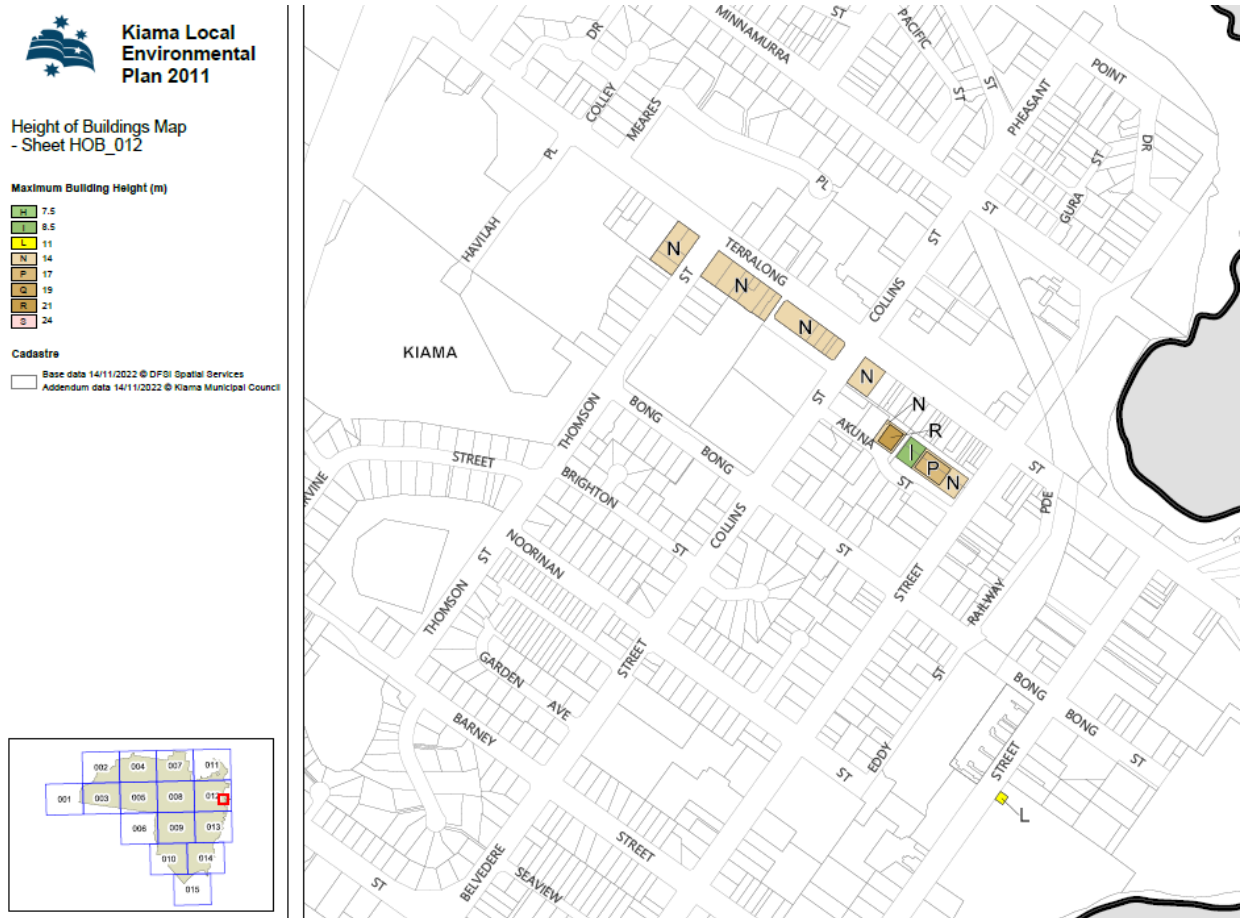 Kiama Local
Environmental
Plan 2011
Height of Buildings Map
- Sheet HOB_012
Maximum Building Height (m)
H 7.5
I 8.5
L 11
N 14
P 17
Q 19
R 21
S 24
Cadastre
Base data 14/11/2022 © DFSI Spatial Services
Addendum data 14/11/2022 © Kiama Municipal Council
002
004
007
011
001
003
005
008
012
006
009
013
010
014
015
MINNAMURRA
ST
PACIFIC
ST
ST
DR
COLLEY
MEARES
PL
PL
POINT
PHEASANT
DR
ST
GURA
ST
HAVILAH
N
ST
TERRALONG
N
N
COLLINS
ST
KIAMA
N
ST
N
R
AKUNA
I
P
N
ST
ST
PDE
THOMSON
BONG
BONG
STREET
BRIGHTON
ST
COLLINS
ST
NOORINAN
ST
THOMSON
STREET
RAILWAY
GARDEN
AVE
STREET
ST
BONG
BONG
ST
BARNEY
EDDY
ST
STREET
L
STREET
BELVEDERE
SEAVIEW
ST